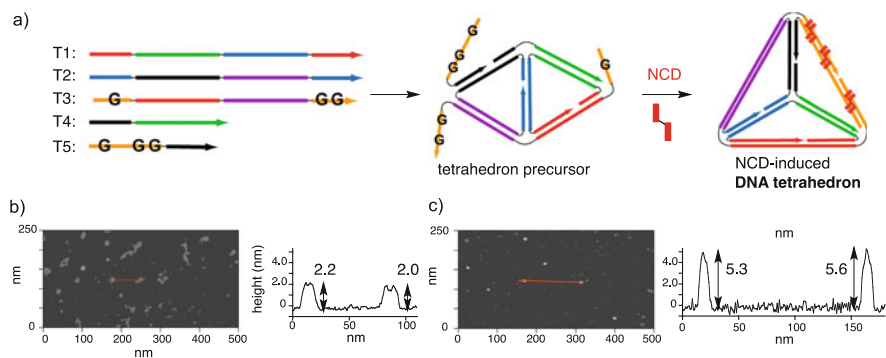 a)
T1:
T2:
T3: G G G
T4:
T5: G G G
G G G
G
G G
tetrahedron precursor
NCD
NCD-induced
DNA tetrahedron
b)
250
nm
0
0 100 200 300 400 500
nm
height (nm)
4.0
2.0
0
2.2
2.0
0 50 100
nm
c)
250
nm
0
0 100 200 300 400 500
nm
4.0
2.0
0
5.3
5.6
0 50 100 150
nm